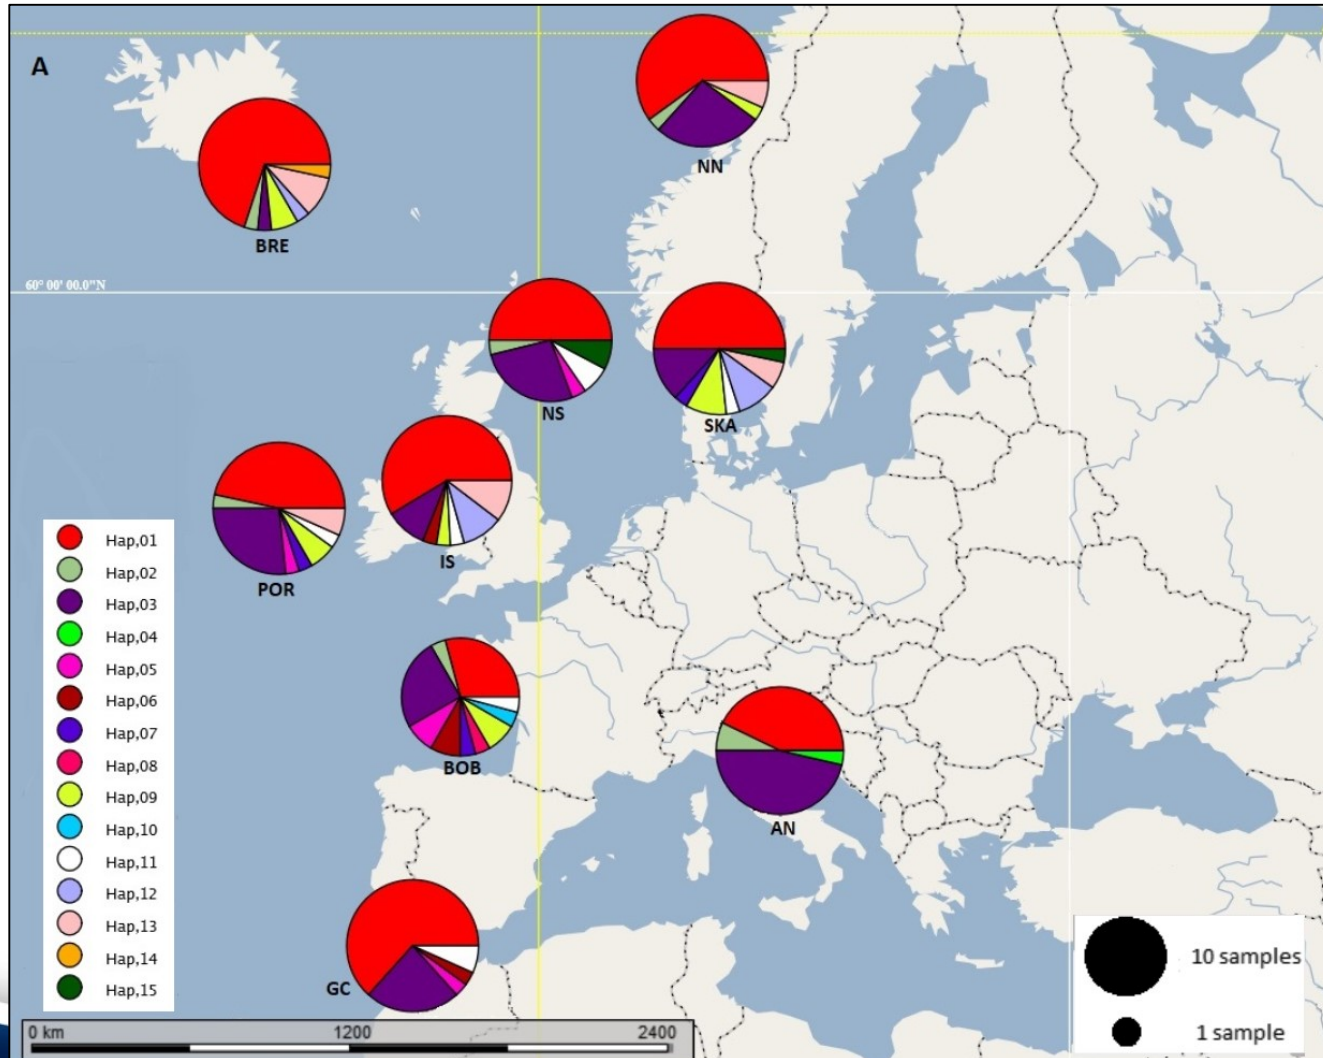 A
NN
BRE
60° 00' 00.0"N
NS
SKA
IS
POR
Hap,01
Hap,02
Hap,03
Hap,04
Hap,05
Hap,06
Hap,07
Hap,08
Hap,09
Hap,10
Hap,11
Hap,12
Hap,13
Hap,14
Hap,15
BOB
AN
GC
10 samples
1 sample
0 km 1200 2400